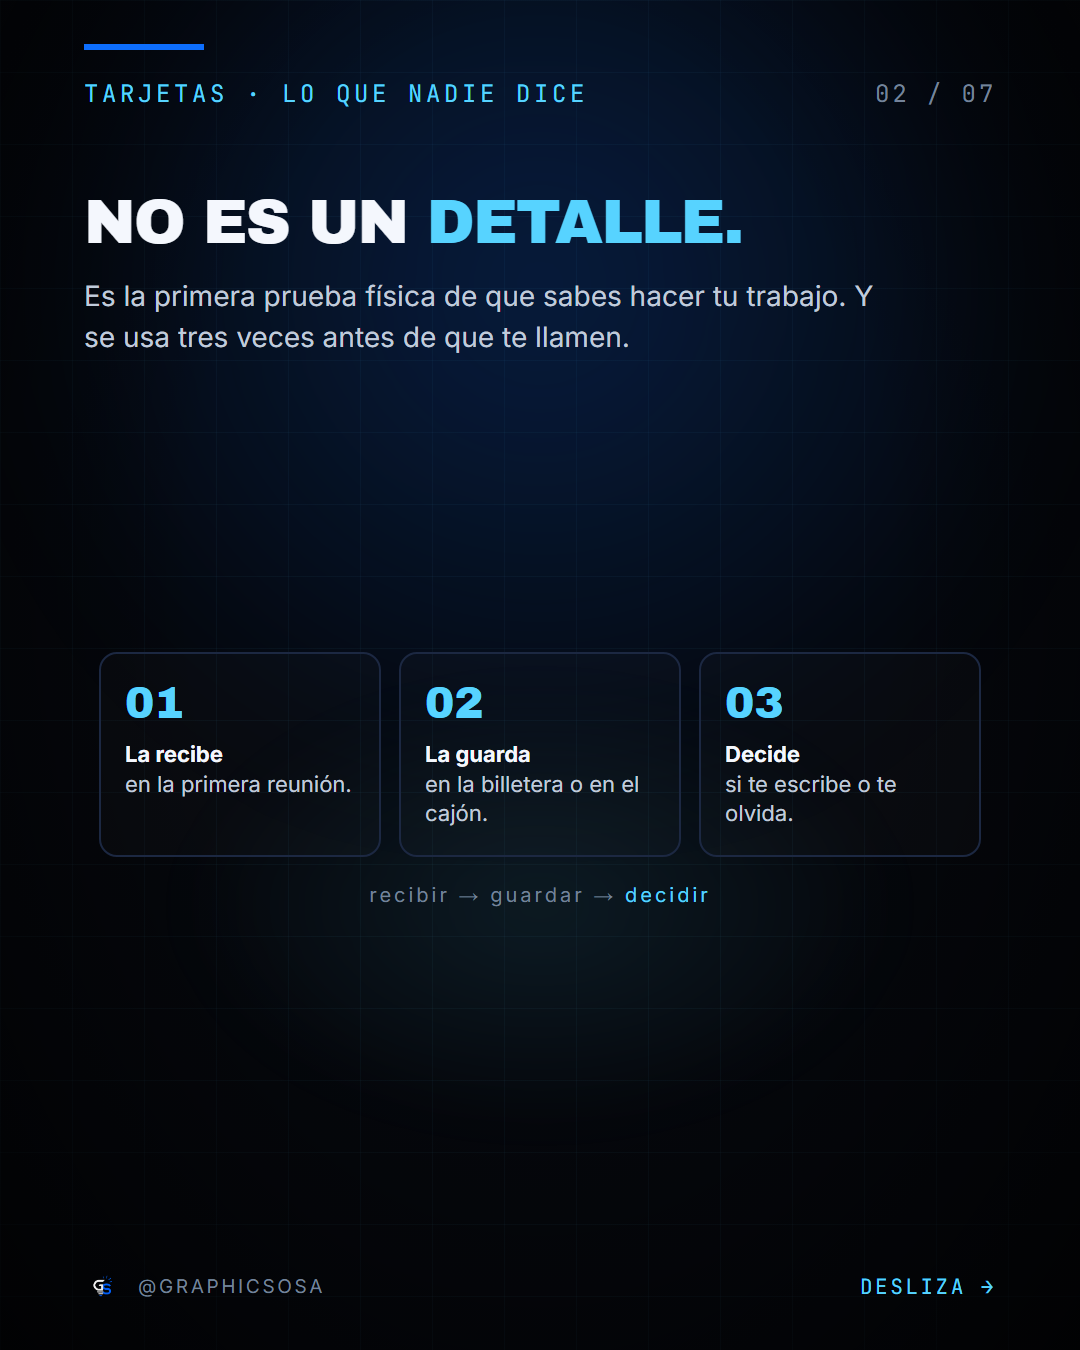 TARJETAS · LO QUE NADIE DICE
02 / 07
NO ES UN DETALLE.
Es la primera prueba física de que sabes hacer tu trabajo. Y
se usa tres veces antes de que te llamen.
01
La recibe
en la primera reunión.
02
La guarda
en la billetera o en el
cajón.
03
Decide
si te escribe o te
olvida.
recibir → guardar → decidir
GS
@GRAPHICSOSA
DESLIZA →